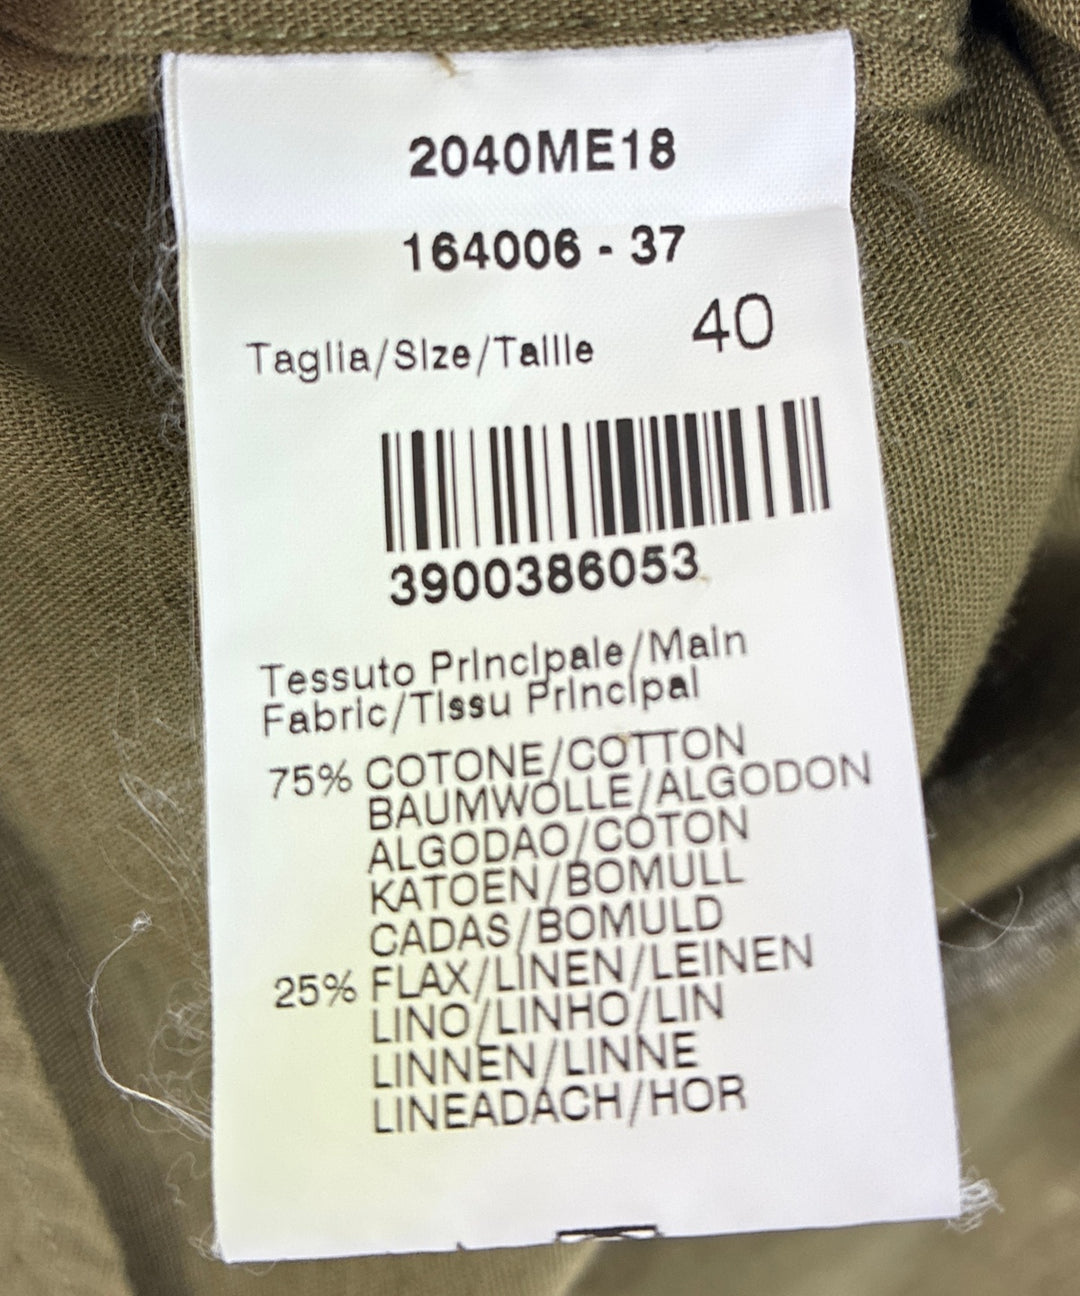 2040ME18
164006 - 37
Taglia/Size/Taille 40
3900386053
Tessuto Principale/Main
Fabric/Tissu Principal
75% COTONE/COTTON
BAUMWOLLE/ALGODON
ALGODAO/COTON
KATOEN/BOMULL
CADAS/BOMULD
25% FLAX/LINEN/LEINEN
LINO/LINHO/LIN
LINNEN/LINNE
LINEADACH/HOR